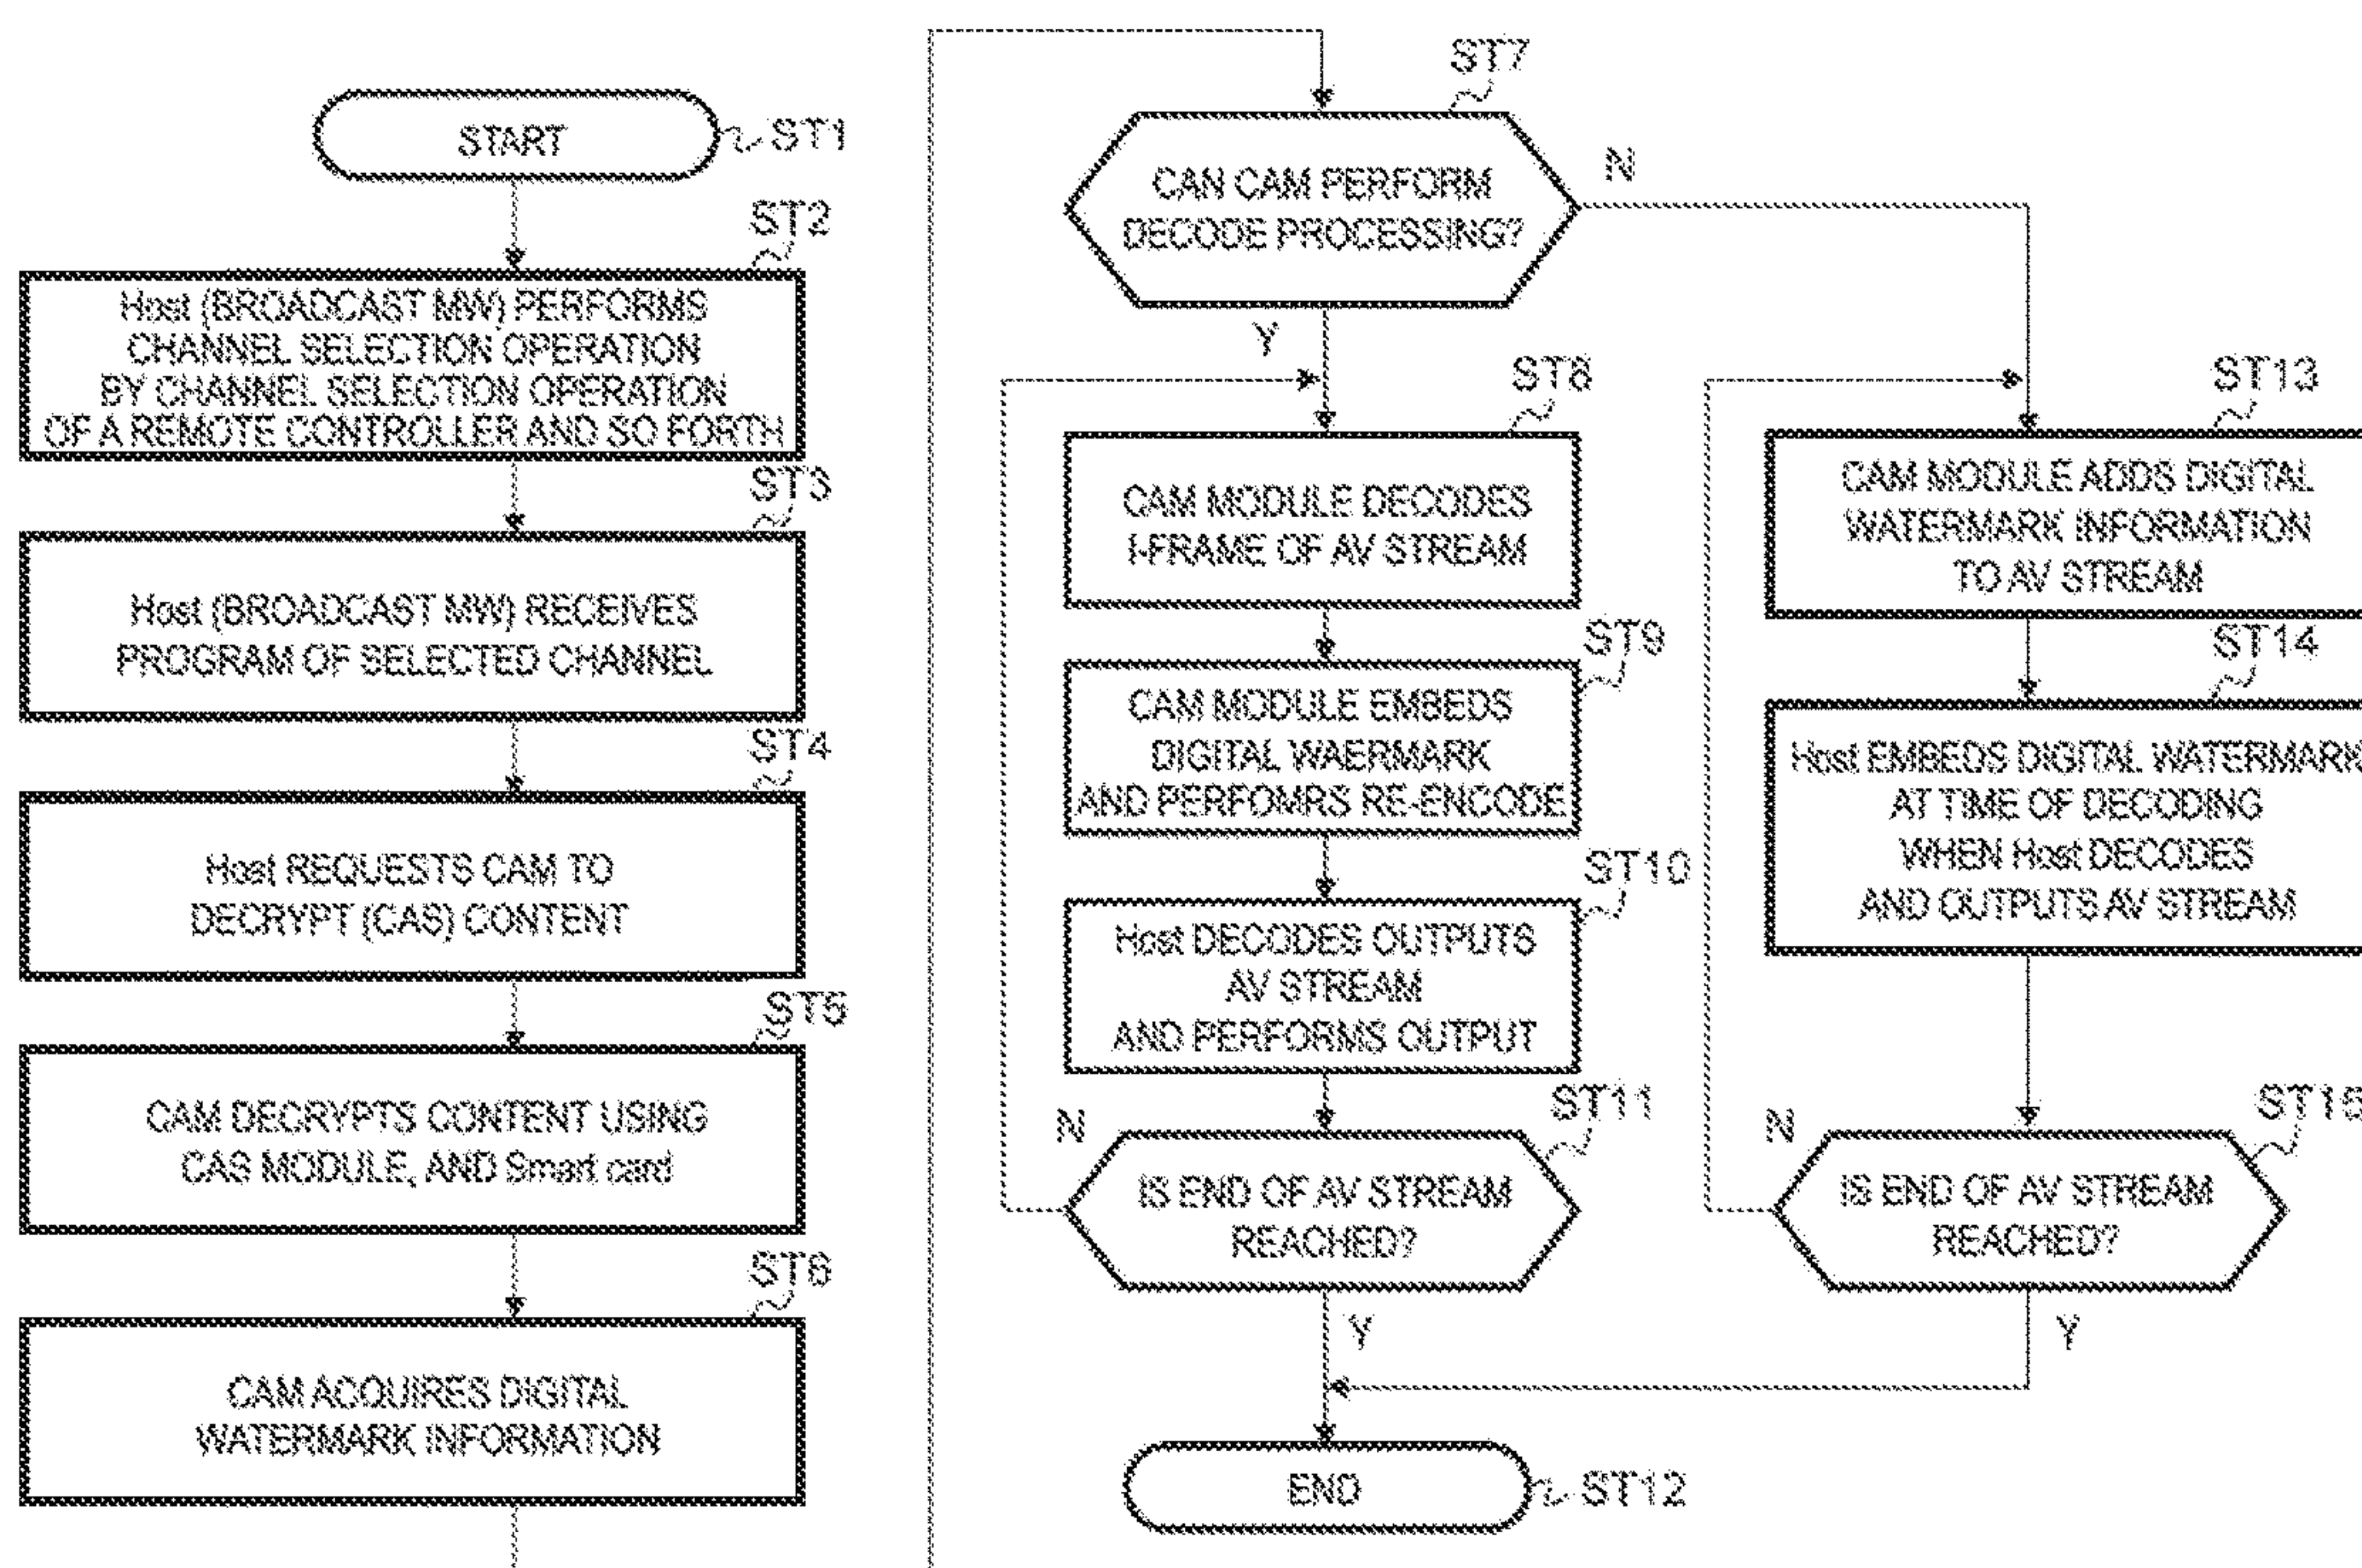 START
ST1
ST2
Host (BROADCAST MW) PERFORMS
CHANNEL SELECTION OPERATION
BY CHANNEL SELECTION OPERATION
OF A REMOTE CONTROLLER AND SO FORTH
ST3
Host (BROADCAST MW) RECEIVES
PROGRAM OF SELECTED CHANNEL
ST4
Host REQUESTS CAM TO
DECRYPT (CAS) CONTENT
ST5
CAM DECRYPTS CONTENT USING
CAS MODULE, AND Smart card
ST6
CAM ACQUIRES DIGITAL
WATERMARK INFORMATION
ST7
CAN CAM PERFORM
DECODE PROCESSING?
N
Y
ST8
CAM MODULE DECODES
I-FRAME OF AV STREAM
ST9
CAM MODULE EMBEDS
DIGITAL WAERMARK
AND PERFOMRS RE-ENCODE
ST10
Host DECODES OUTPUTS
AV STREAM
AND PERFORMS OUTPUT
ST11
N
IS END OF AV STREAM
REACHED?
Y
END
ST12
ST13
CAM MODULE ADDS DIGITAL
WATERMARK INFORMATION
TO AV STREAM
ST14
Host EMBEDS DIGITAL WATERMARK
AT TIME OF DECODING
WHEN Host DECODES
AND OUTPUTS AV STREAM
ST15
N
IS END OF AV STREAM
REACHED?
Y